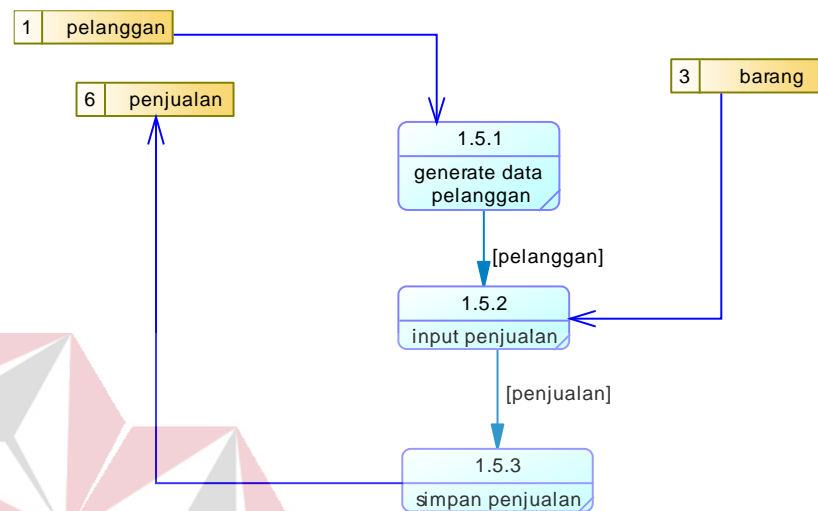 1 pelanggan
3 barang
6 penjualan
1.5.1
generate data
pelanggan
[pelanggan]
1.5.2
input penjualan
[penjualan]
1.5.3
simpan penjualan